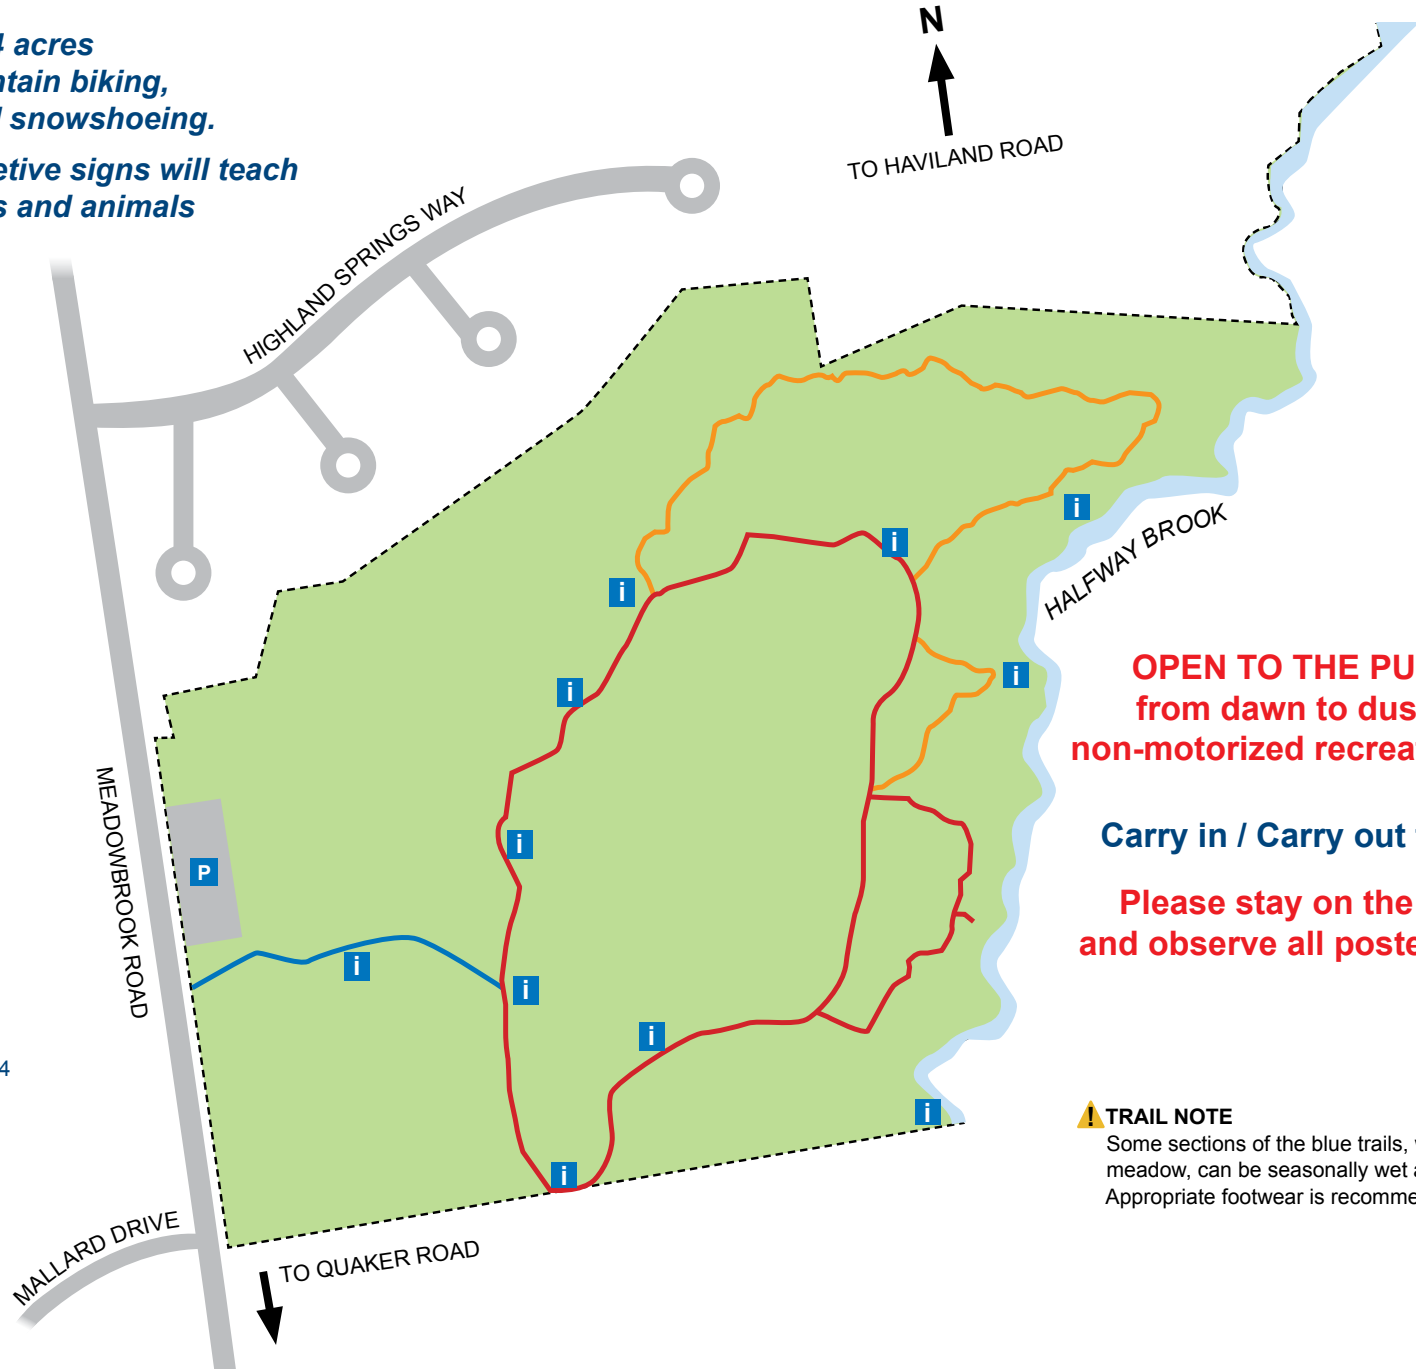 4 acres
ntain biking,
d snowshoeing.
etive signs will teach
s and animals
N
TO HAVILAND ROAD
HIGHLAND SPRINGS WAY
i
i
HALFWAY BROOK
i
i
i
OPEN TO THE PU
from dawn to dus
non-motorized recrea
MEADOWBROOK ROAD
i
P
Carry in / Carry out
Please stay on the
and observe all poste
i
i
i
4
i
i
! TRAIL NOTE
Some sections of the blue trails,
meadow, can be seasonally wet a
Appropriate footwear is recomme
MALLARD DRIVE
TO QUAKER ROAD